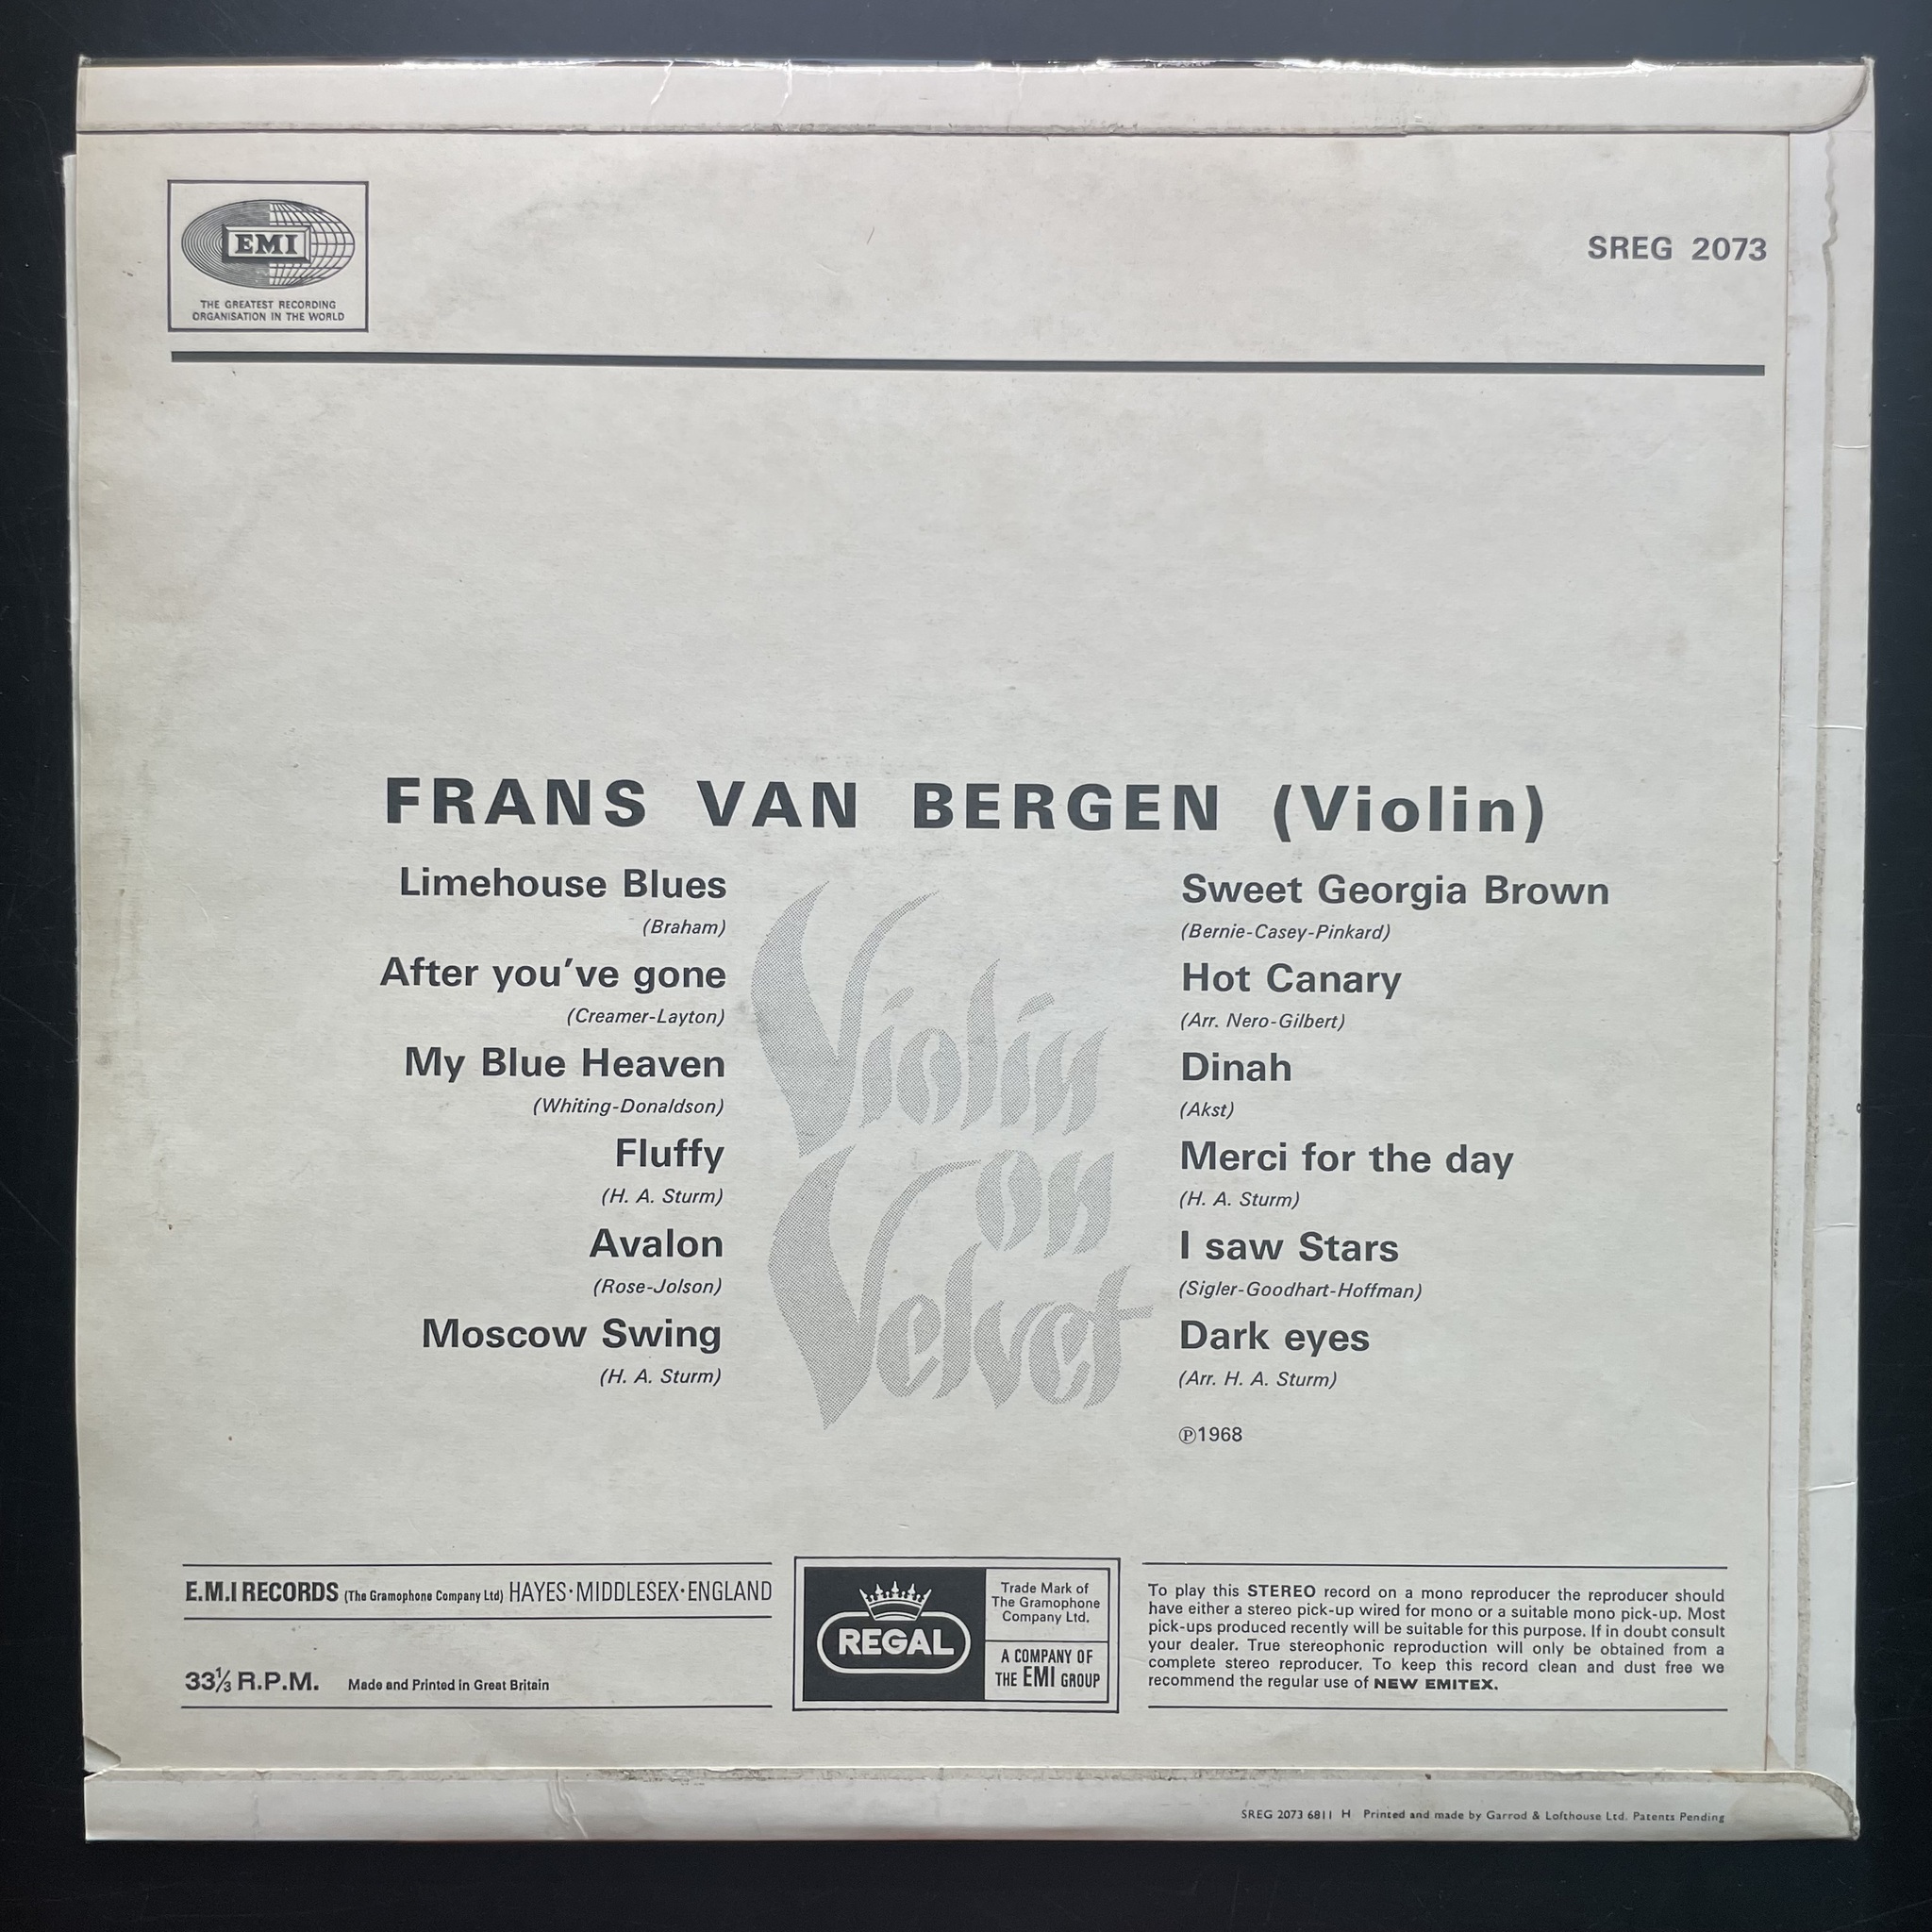 EMI
THE GREATEST RECORDING
ORGANISATION IN THE WORLD
SREG 2073
FRANS VAN BERGEN (Violin)
Limehouse Blues
(Braham)
After you've gone
(Creamer-Layton)
My Blue Heaven
(Whiting-Donaldson)
Fluffy
(H. A. Sturm)
Avalon
(Rose-Jolson)
Moscow Swing
(H. A. Sturm)
Violin
on
Velvet
Sweet Georgia Brown
(Bernie-Casey-Pinkard)
Hot Canary
(Arr. Nero-Gilbert)
Dinah
(Akst)
Merci for the day
(H. A. Sturm)
I saw Stars
(Sigler-Goodhart-Hoffman)
Dark eyes
(Arr. H. A. Sturm)
℗1968
E.M.I RECORDS (The Gramophone Company Ltd) HAYES·MIDDLESEX·ENGLAND
33⅓ R.P.M. Made and Printed in Great Britain
REGAL
Trade Mark of
The Gramophone
Company Ltd.
A COMPANY OF
THE EMI GROUP
To play this STEREO record on a mono reproducer the reproducer should
have either a stereo pick-up wired for mono or a suitable mono pick-up. Most
pick-ups produced recently will be suitable for this purpose. If in doubt consult
your dealer. True stereophonic reproduction will only be obtained from a
complete stereo reproducer. To keep this record clean and dust free we
recommend the regular use of NEW EMITEX.
SREG 2073 6811 H Printed and made by Garrod & Lofthouse Ltd. Patents Pending